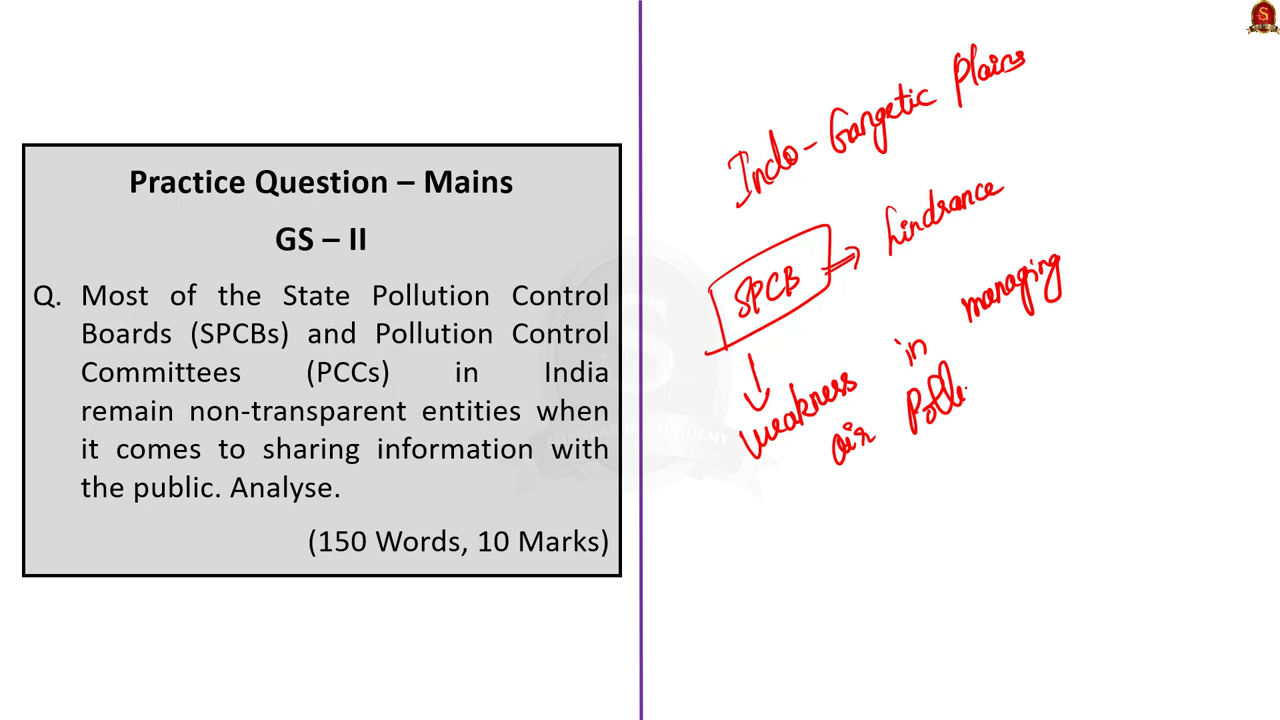 Practice Question – Mains
GS – II
Q. Most of the State Pollution Control
Boards (SPCBs) and Pollution Control
Committees (PCCs) in India
remain non-transparent entities when
it comes to sharing information with
the public. Analyse.
(150 Words, 10 Marks)
Indo-Gangetic Plains
SPCB ⇒ hindrance
↓
weakness in managing
air Polle